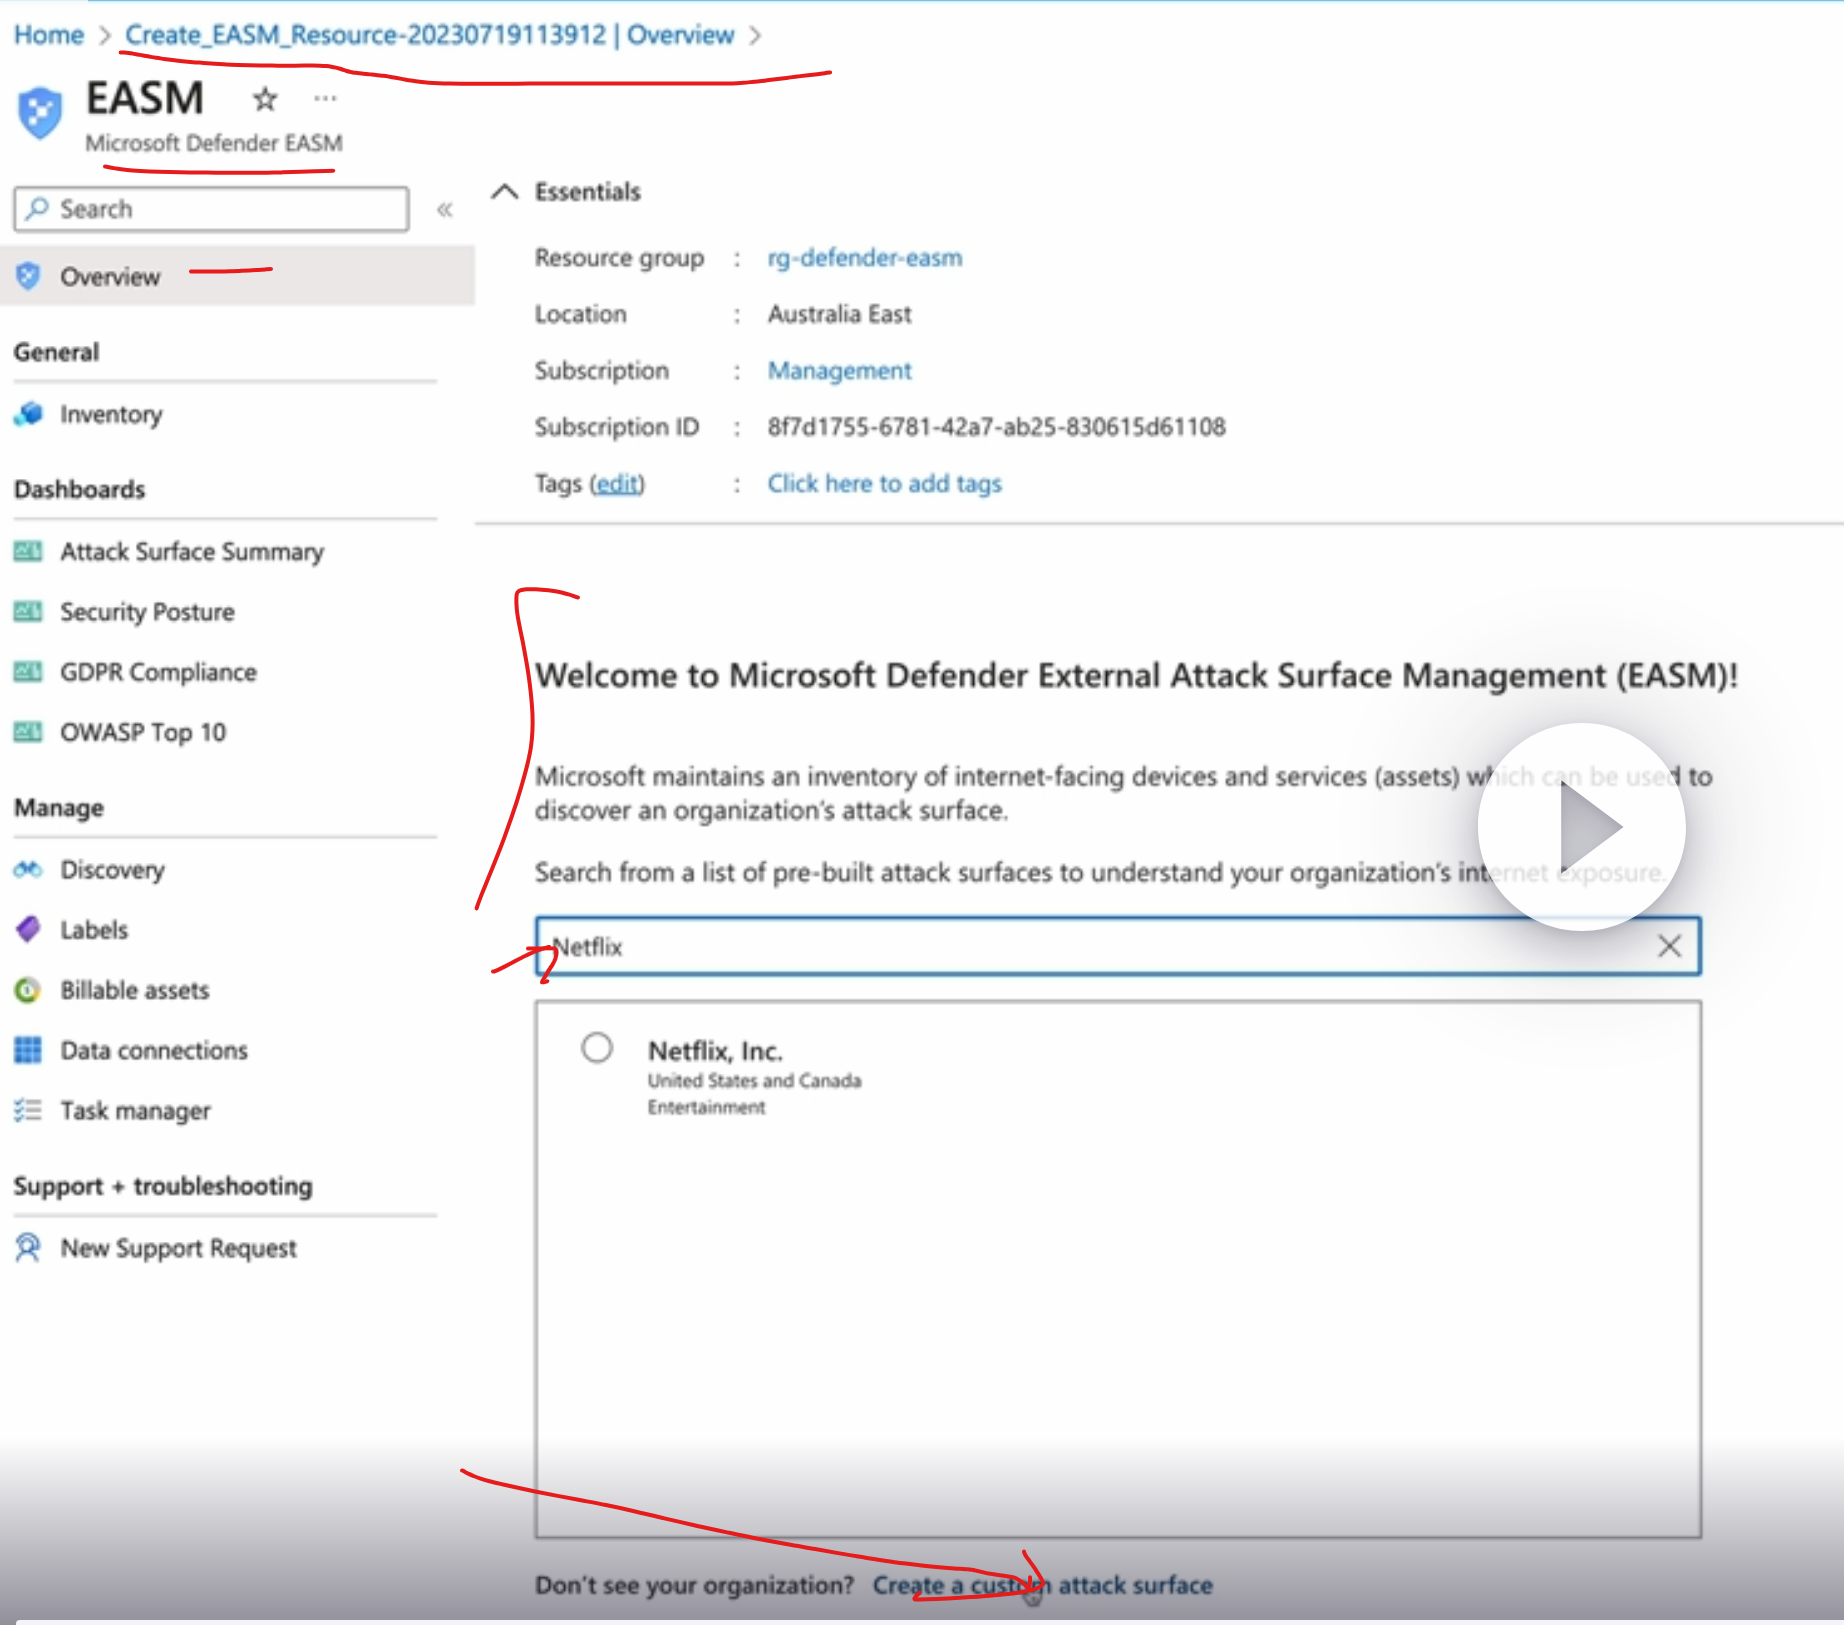 Home > Create_EASM_Resource-20230719113912 | Overview >
EASM
Microsoft Defender EASM
Search
«
Overview
General
Inventory
Dashboards
Attack Surface Summary
Security Posture
GDPR Compliance
OWASP Top 10
Manage
Discovery
Labels
Billable assets
Data connections
Task manager
Support + troubleshooting
New Support Request
Essentials
Resource group : rg-defender-easm
Location : Australia East
Subscription : Management
Subscription ID : 8f7d1755-6781-42a7-ab25-830615d61108
Tags (edit) : Click here to add tags
Welcome to Microsoft Defender External Attack Surface Management (EASM)!
Microsoft maintains an inventory of internet-facing devices and services (assets) which can be used to
discover an organization's attack surface.
Search from a list of pre-built attack surfaces to understand your organization's internet exposure.
Netflix
Netflix, Inc.
United States and Canada
Entertainment
Don't see your organization? Create a custom attack surface